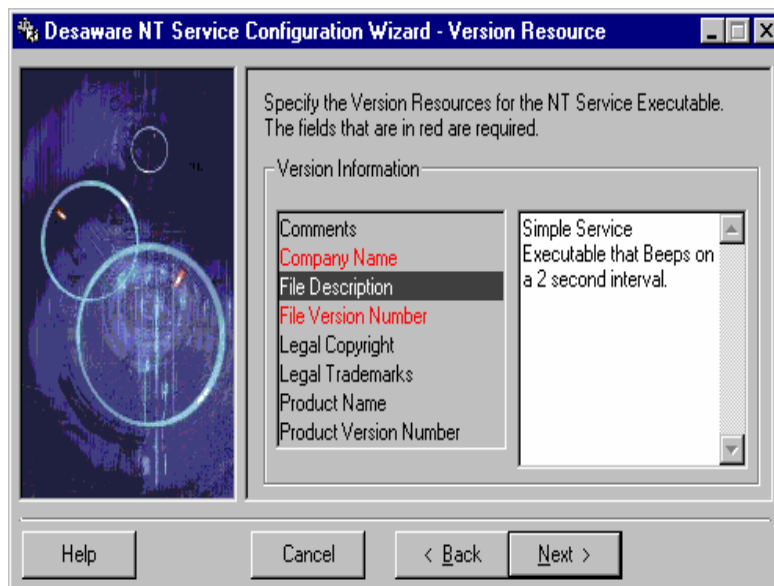 Desaware NT Service Configuration Wizard - Version Resource
Specify the Version Resources for the NT Service Executable.
The fields that are in red are required.
Version Information
Comments
Company Name
File Description
File Version Number
Legal Copyright
Legal Trademarks
Product Name
Product Version Number
Simple Service
Executable that Beeps on
a 2 second interval.
Help
Cancel
< Back
Next >